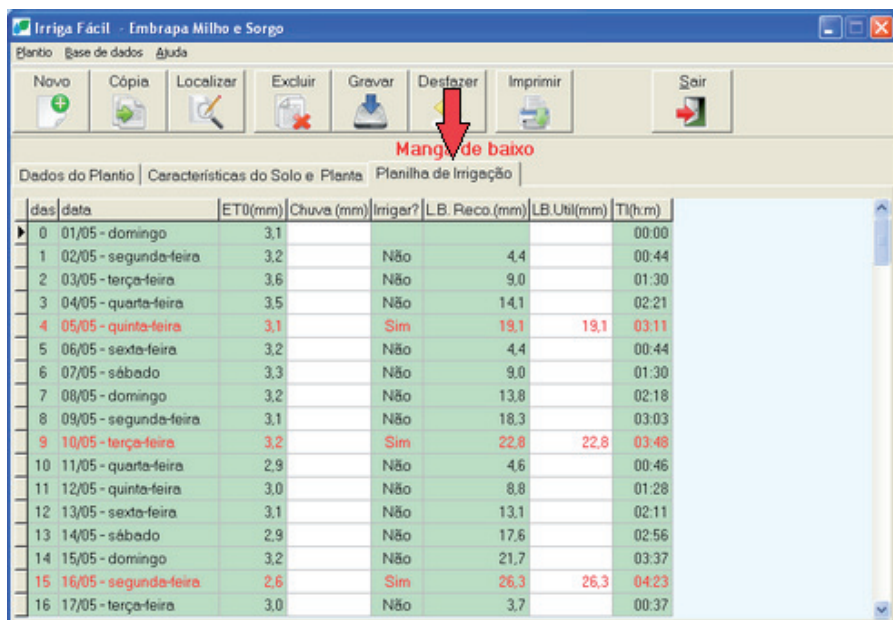 Irriga Fácil - Embrapa Milho e Sorgo
Plantio Base de dados Ajuda
Novo Cópia Localizar Excluir Gravar Desfazer Imprimir Sair
Manga de baixo
Dados do Plantio Características do Solo e Planta Planilha de Irrigação
das data ET0(mm) Chuva (mm) Irrigar? L.B. Reco.(mm) LB.Util(mm) TI(h:m)
0 01/05 - domingo 3,1 00:00
1 02/05 - segunda-feira 3,2 Não 4,4 00:44
2 03/05 - terça-feira 3,6 Não 9,0 01:30
3 04/05 - quarta-feira 3,5 Não 14,1 02:21
4 05/05 - quinta-feira 3,1 Sim 19,1 19,1 03:11
5 06/05 - sexta-feira 3,2 Não 4,4 00:44
6 07/05 - sábado 3,3 Não 9,0 01:30
7 08/05 - domingo 3,2 Não 13,8 02:18
8 09/05 - segunda-feira 3,1 Não 18,3 03:03
9 10/05 - terça-feira 3,2 Sim 22,8 22,8 03:48
10 11/05 - quarta-feira 2,9 Não 4,6 00:46
11 12/05 - quinta-feira 3,0 Não 8,8 01:28
12 13/05 - sexta-feira 3,1 Não 13,1 02:11
13 14/05 - sábado 2,9 Não 17,6 02:56
14 15/05 - domingo 3,2 Não 21,7 03:37
15 16/05 - segunda-feira 2,6 Sim 26,3 26,3 04:23
16 17/05 - terça-feira 3,0 Não 3,7 00:37